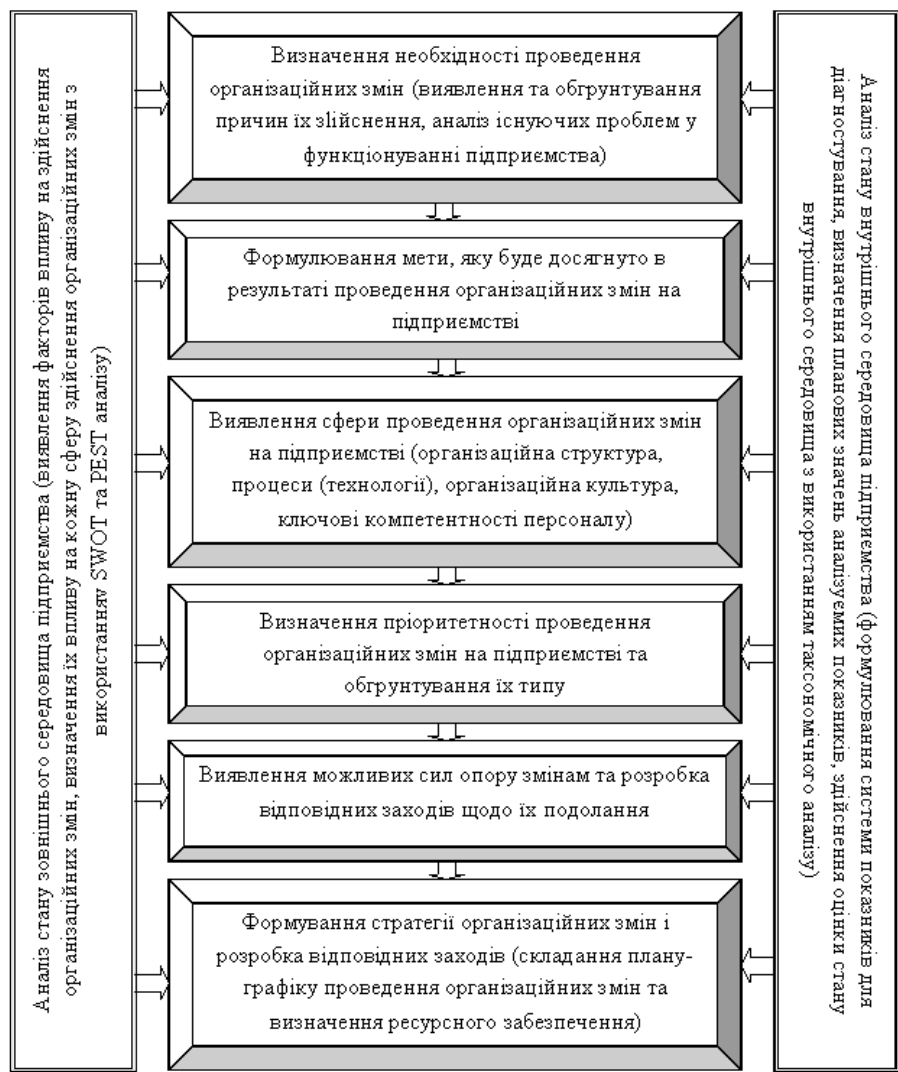 Аналіз стану зовнішнього середовища підприємства (виявлення факторів впливу на здійснення
організаційних змін, визначення їх впливу на кожну сферу здійснення організаційних змін з
використаняv SWOT та PEST аналізу)
Визначення необхідності проведення
організаційних змін (виявлення та обгрунтування
причин їх зlійснення, аналіз існуючих проблем у
функціонуванні підприємства)
Формулювання мети, яку буде досягнуто в
результаті проведення організаційних змін на
підприємстві
Виявлення сфери проведення організаційних змін
на підприємстві (організаційна структура,
процеси (технології), організаційна культура,
ключові компетентності персоналу)
Визначення пріоритетності проведення
організаційних змін на підприємстві та
обгрунтування їх типу
Виявлення можливих сил опору змінам та розробка
відповідних заходів щодо їх подолання
Формування стратегії організаційних змін і
розробка відповідних заходів (складання плану-
графіку проведення організаційних змін та
визначення ресурсного забезпечення)
Аналіз стану внутрішнього середовища підприємства (формулювання системи показників для
діагностування, визначення планових значень аналізуємих показників, здійснення оцінки стану
внутрішнього середовища з використанням таксономічного аналізу)